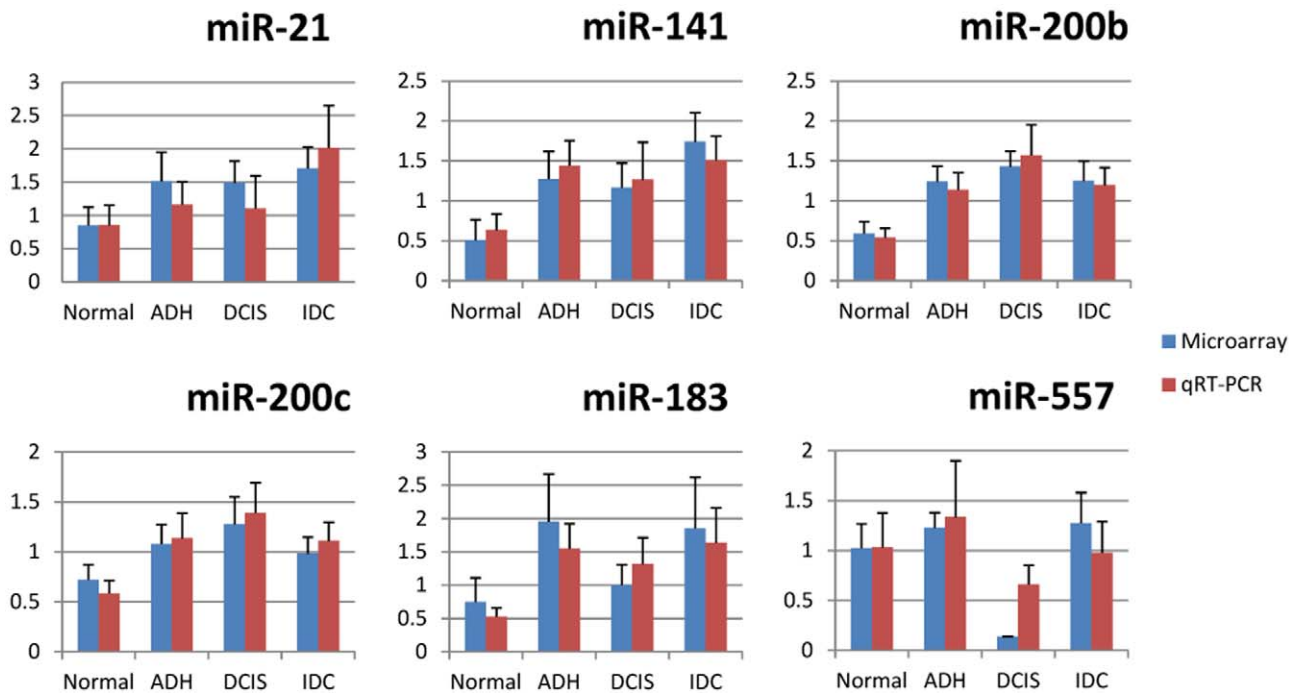 miR-21
3
2.5
2
1.5
1
0.5
0
Normal ADH DCIS IDC
miR-141
2.5
2
1.5
1
0.5
0
Normal ADH DCIS IDC
miR-200b
2.5
2
1.5
1
0.5
0
Normal ADH DCIS IDC
Microarray
qRT-PCR
miR-200c
2
1.5
1
0.5
0
Normal ADH DCIS IDC
miR-183
3
2.5
2
1.5
1
0.5
0
Normal ADH DCIS IDC
miR-557
2
1.5
1
0.5
0
Normal ADH DCIS IDC